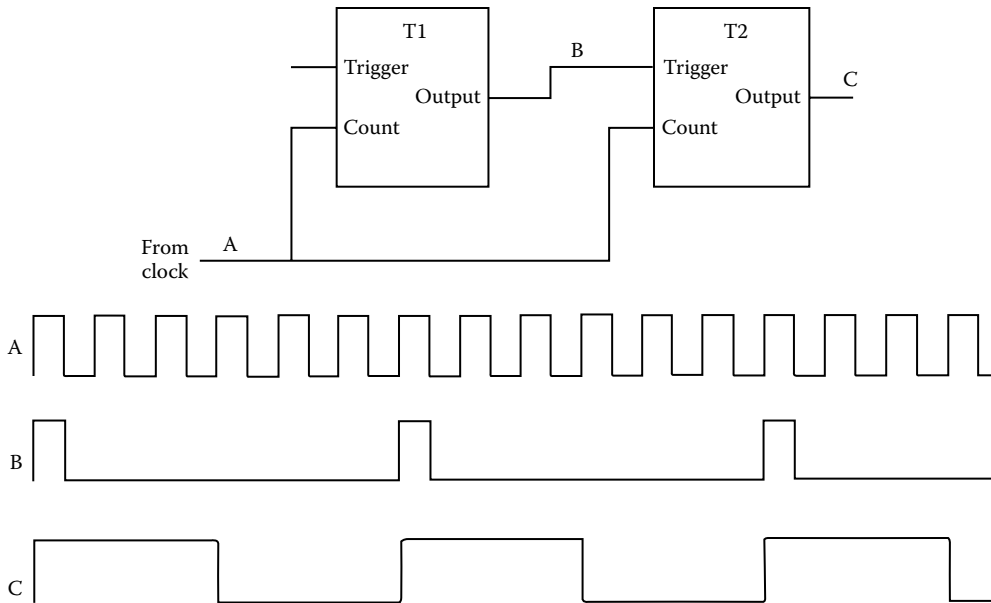 T1
T2
B
Trigger
Trigger
C
Output
Output
Count
Count
A
From
clock
A
B
C